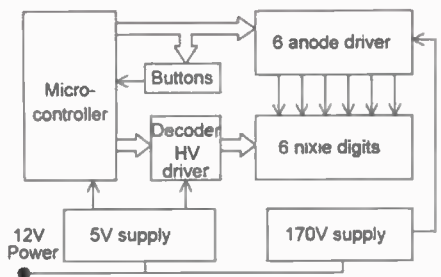 6 anode driver
Micro-
controller
Buttons
Decoder
HV
driver
6 nixie digits
12V
Power
5V supply
170V supply